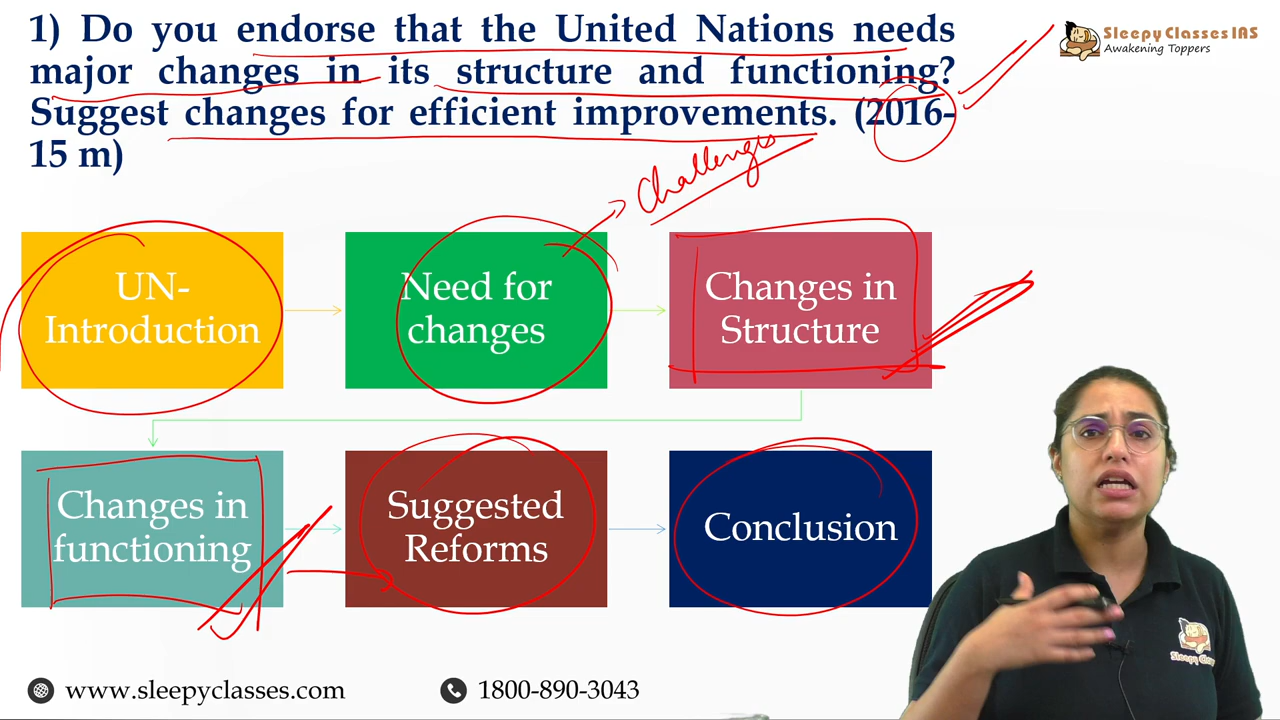 1) Do you endorse that the United Nations needs
major changes in its structure and functioning?
Suggest changes for efficient improvements. (2016-
15 m)
Sleepy Classes IAS
Awakening Toppers
Challenges
UN-
Introduction
Need for
changes
Changes in
Structure
Changes in
functioning
Suggested
Reforms
Conclusion
Sleepy Class
www.sleepyclasses.com
1800-890-3043